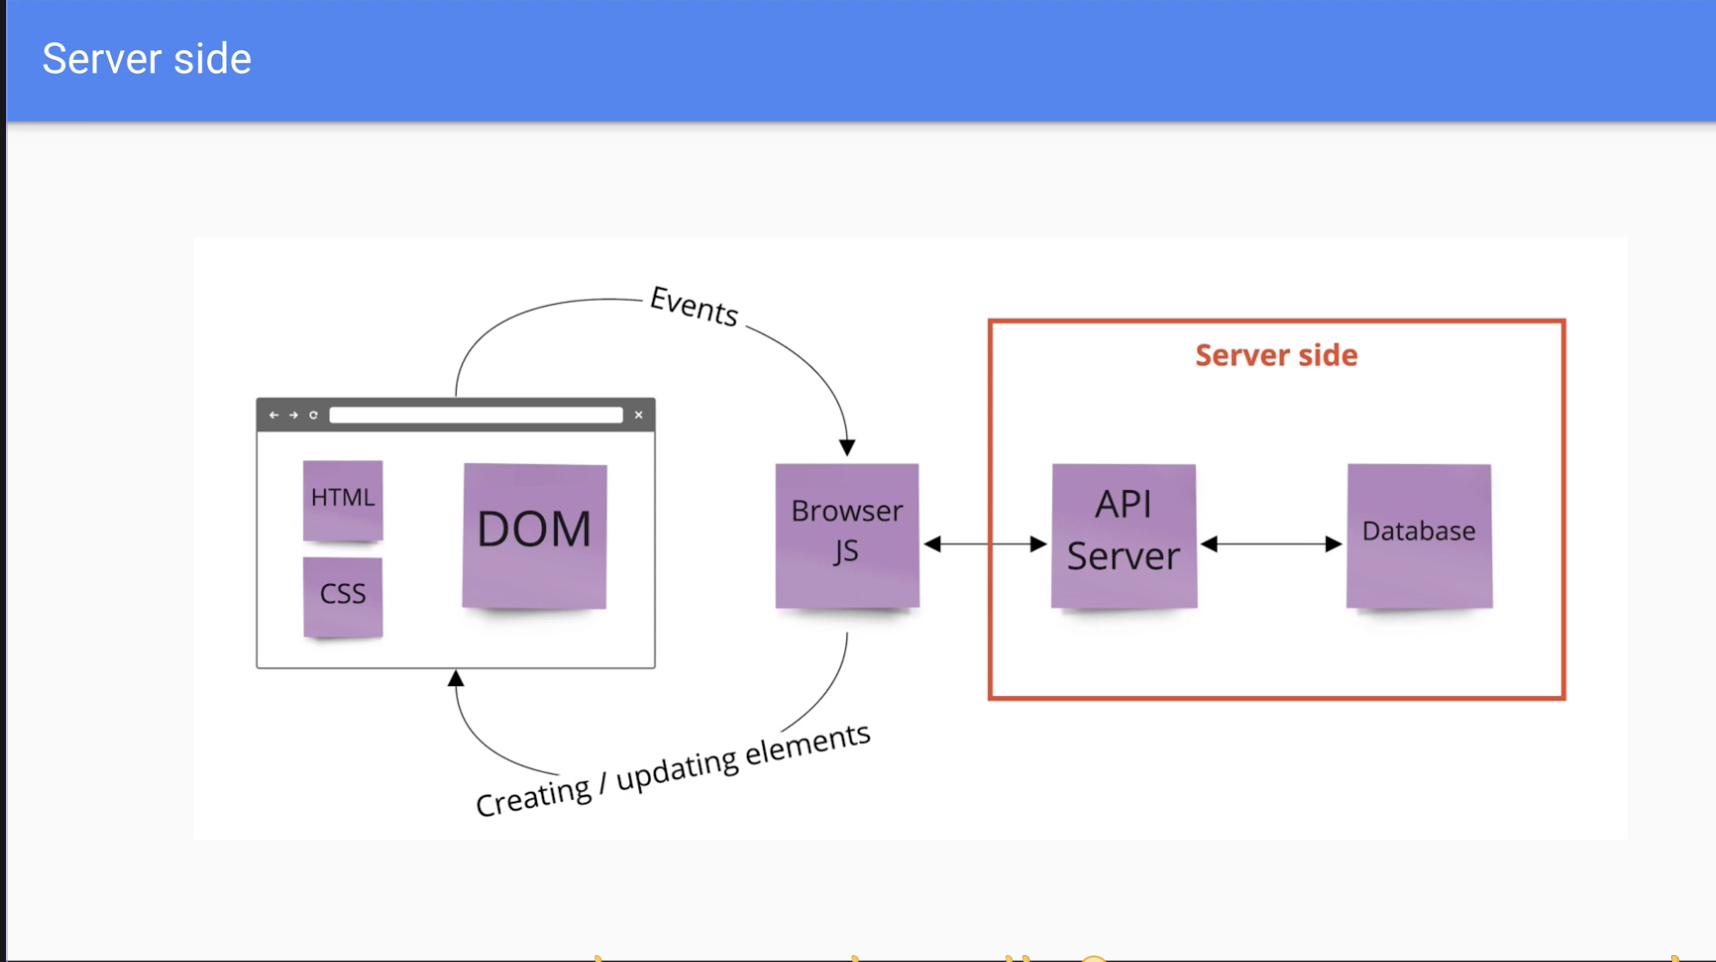 Server side
Events
Server side
HTML
CSS
DOM
Browser
JS
API
Server
Database
Creating / updating elements